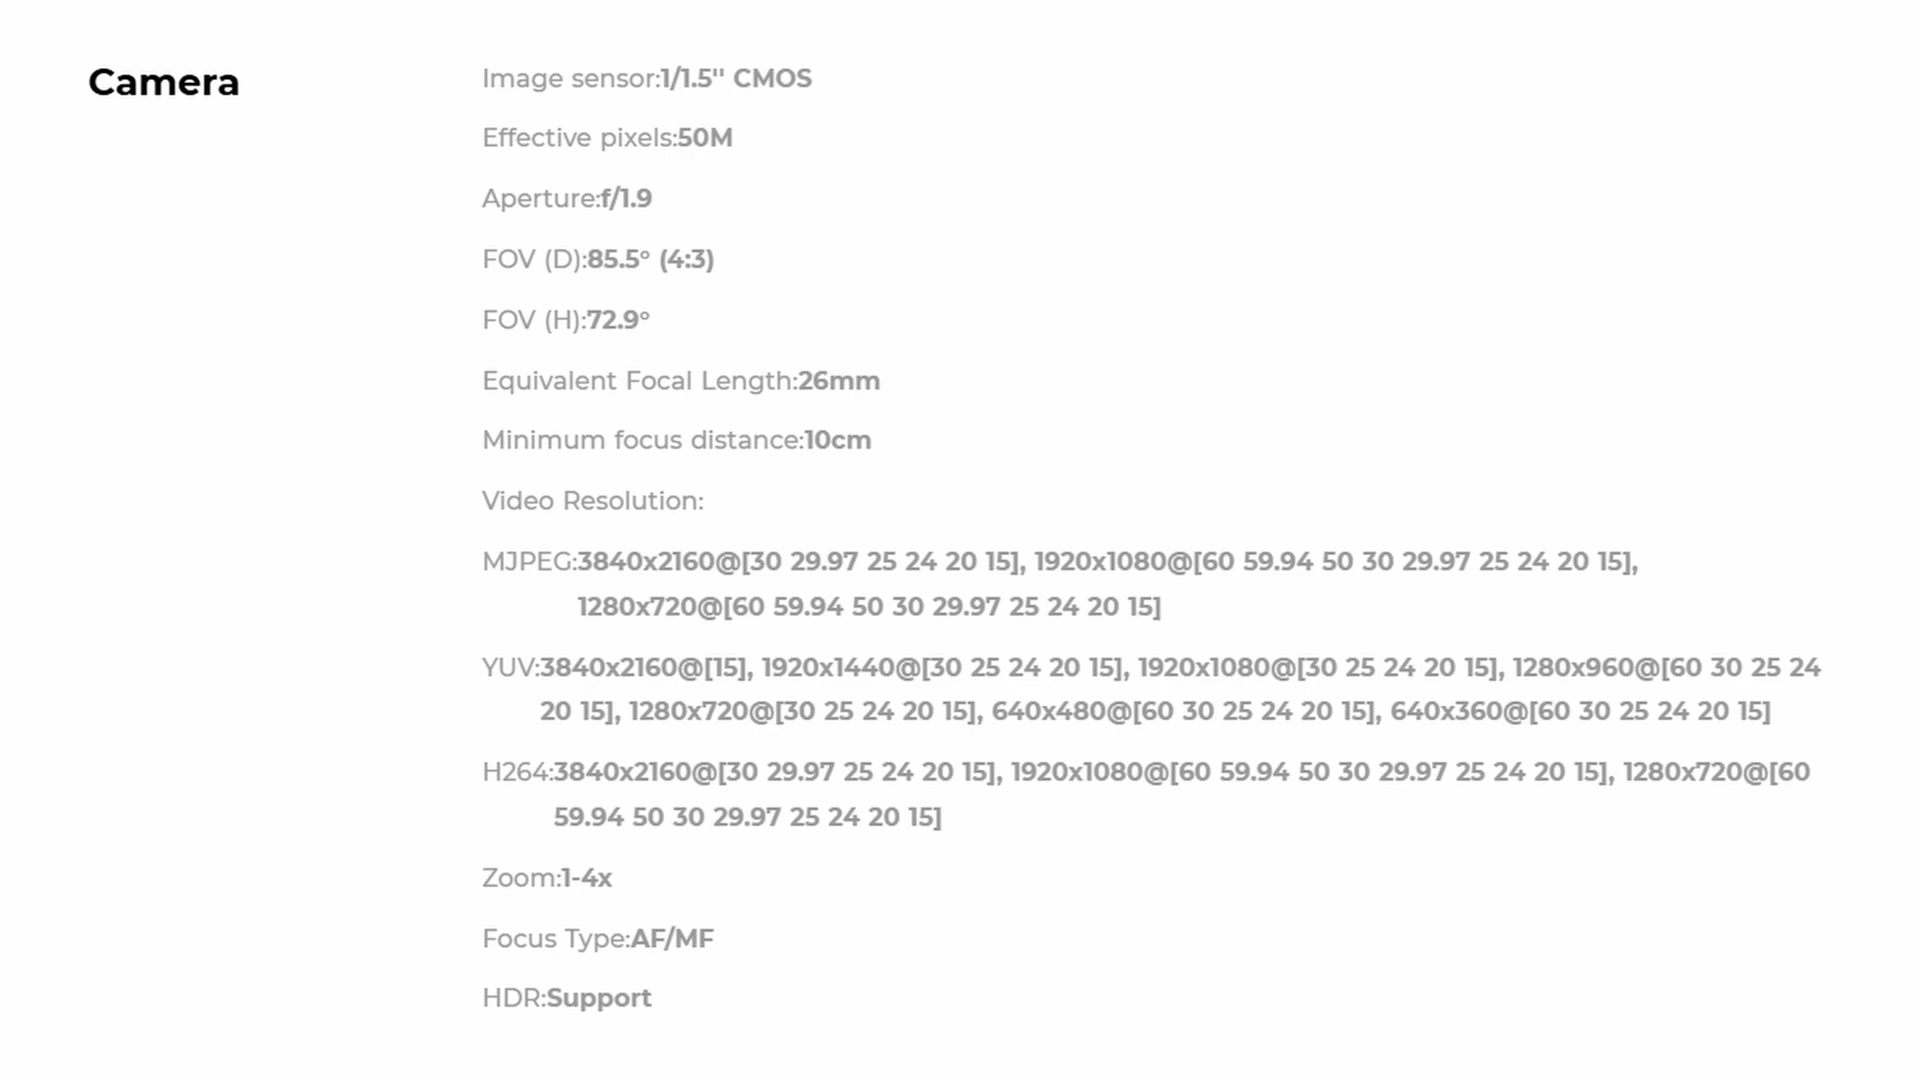 Camera
Image sensor:1/1.5'' CMOS
Effective pixels:50M
Aperture:f/1.9
FOV (D):85.5° (4:3)
FOV (H):72.9°
Equivalent Focal Length:26mm
Minimum focus distance:10cm
Video Resolution:
MJPEG:3840x2160@[30 29.97 25 24 20 15], 1920x1080@[60 59.94 50 30 29.97 25 24 20 15],
1280x720@[60 59.94 50 30 29.97 25 24 20 15]
YUV:3840x2160@[15], 1920x1440@[30 25 24 20 15], 1920x1080@[30 25 24 20 15], 1280x960@[60 30 25 24
20 15], 1280x720@[30 25 24 20 15], 640x480@[60 30 25 24 20 15], 640x360@[60 30 25 24 20 15]
H264:3840x2160@[30 29.97 25 24 20 15], 1920x1080@[60 59.94 50 30 29.97 25 24 20 15], 1280x720@[60
59.94 50 30 29.97 25 24 20 15]
Zoom:1-4x
Focus Type:AF/MF
HDR:Support